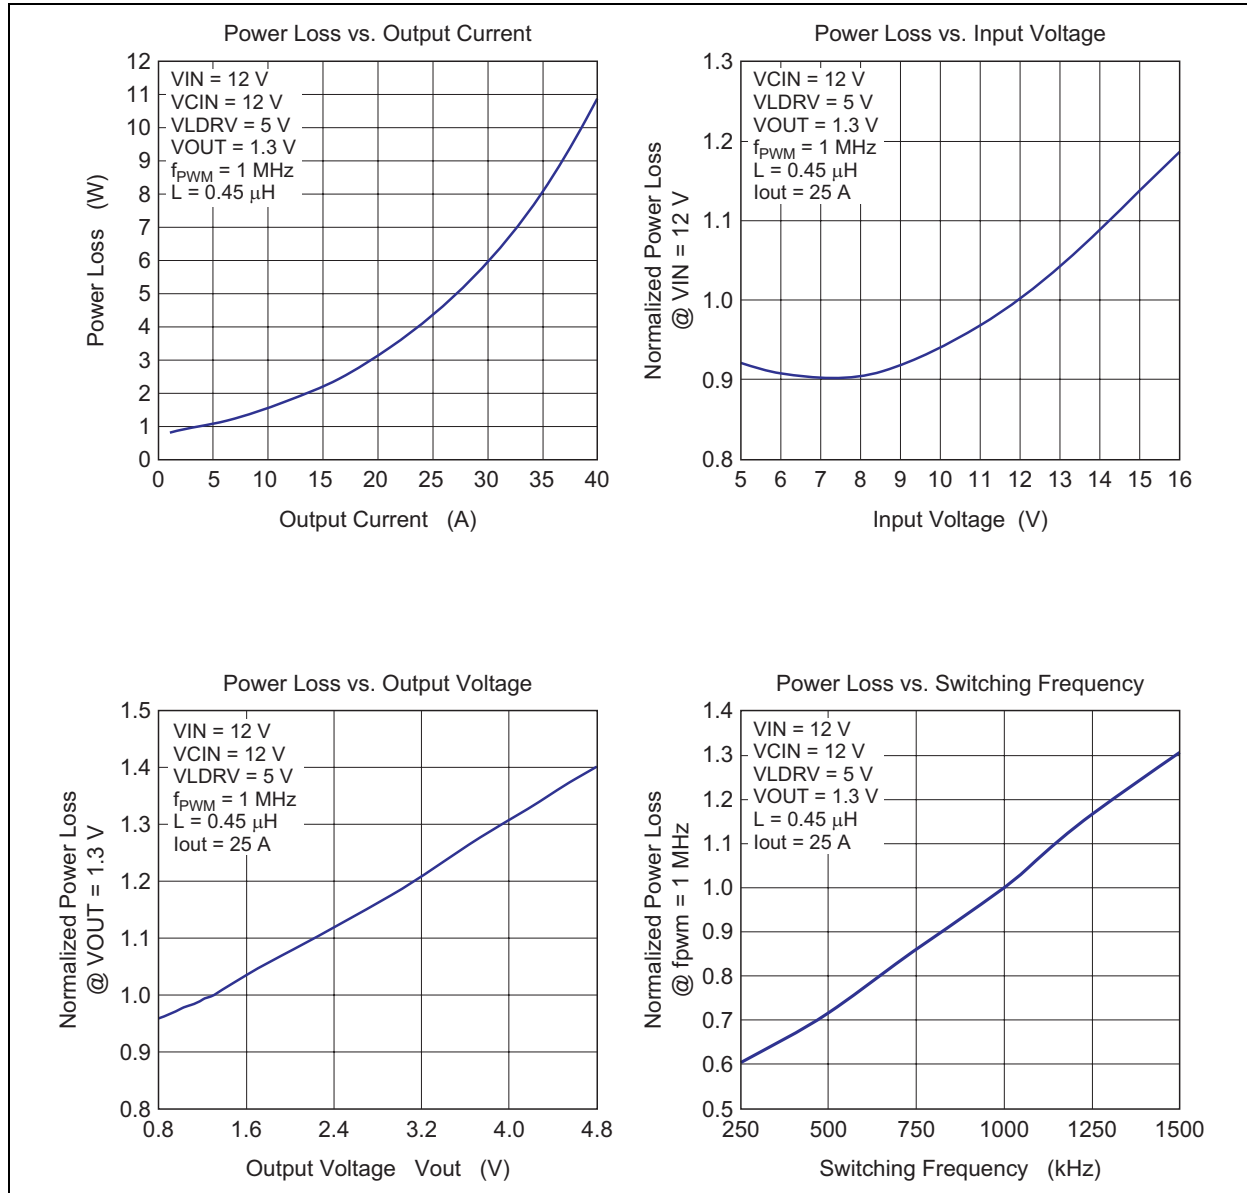 Power Loss vs. Output Current
12
11
10
9
8
7
6
5
4
3
2
1
0
VIN = 12 V
VCIN = 12 V
VLDRV = 5 V
VOUT = 1.3 V
fPWM = 1 MHz
L = 0.45 μH
Power Loss (W)
0 5 10 15 20 25 30 35 40
Output Current (A)
Power Loss vs. Input Voltage
1.3
1.2
1.1
1.0
0.9
0.8
VCIN = 12 V
VLDRV = 5 V
VOUT = 1.3 V
fPWM = 1 MHz
L = 0.45 μH
Iout = 25 A
Normalized Power Loss
@ VIN = 12 V
5 6 7 8 9 10 11 12 13 14 15 16
Input Voltage (V)
Power Loss vs. Output Voltage
1.5
1.4
1.3
1.2
1.1
1.0
0.9
0.8
VIN = 12 V
VCIN = 12 V
VLDRV = 5 V
fPWM = 1 MHz
L = 0.45 μH
Iout = 25 A
Normalized Power Loss
@ VOUT = 1.3 V
0.8 1.6 2.4 3.2 4.0 4.8
Output Voltage Vout (V)
Power Loss vs. Switching Frequency
1.4
1.3
1.2
1.1
1.0
0.9
0.8
0.7
0.6
0.5
VIN = 12 V
VCIN = 12 V
VLDRV = 5 V
VOUT = 1.3 V
L = 0.45 μH
Iout = 25 A
Normalized Power Loss
@ fpwm = 1 MHz
250 500 750 1000 1250 1500
Switching Frequency (kHz)